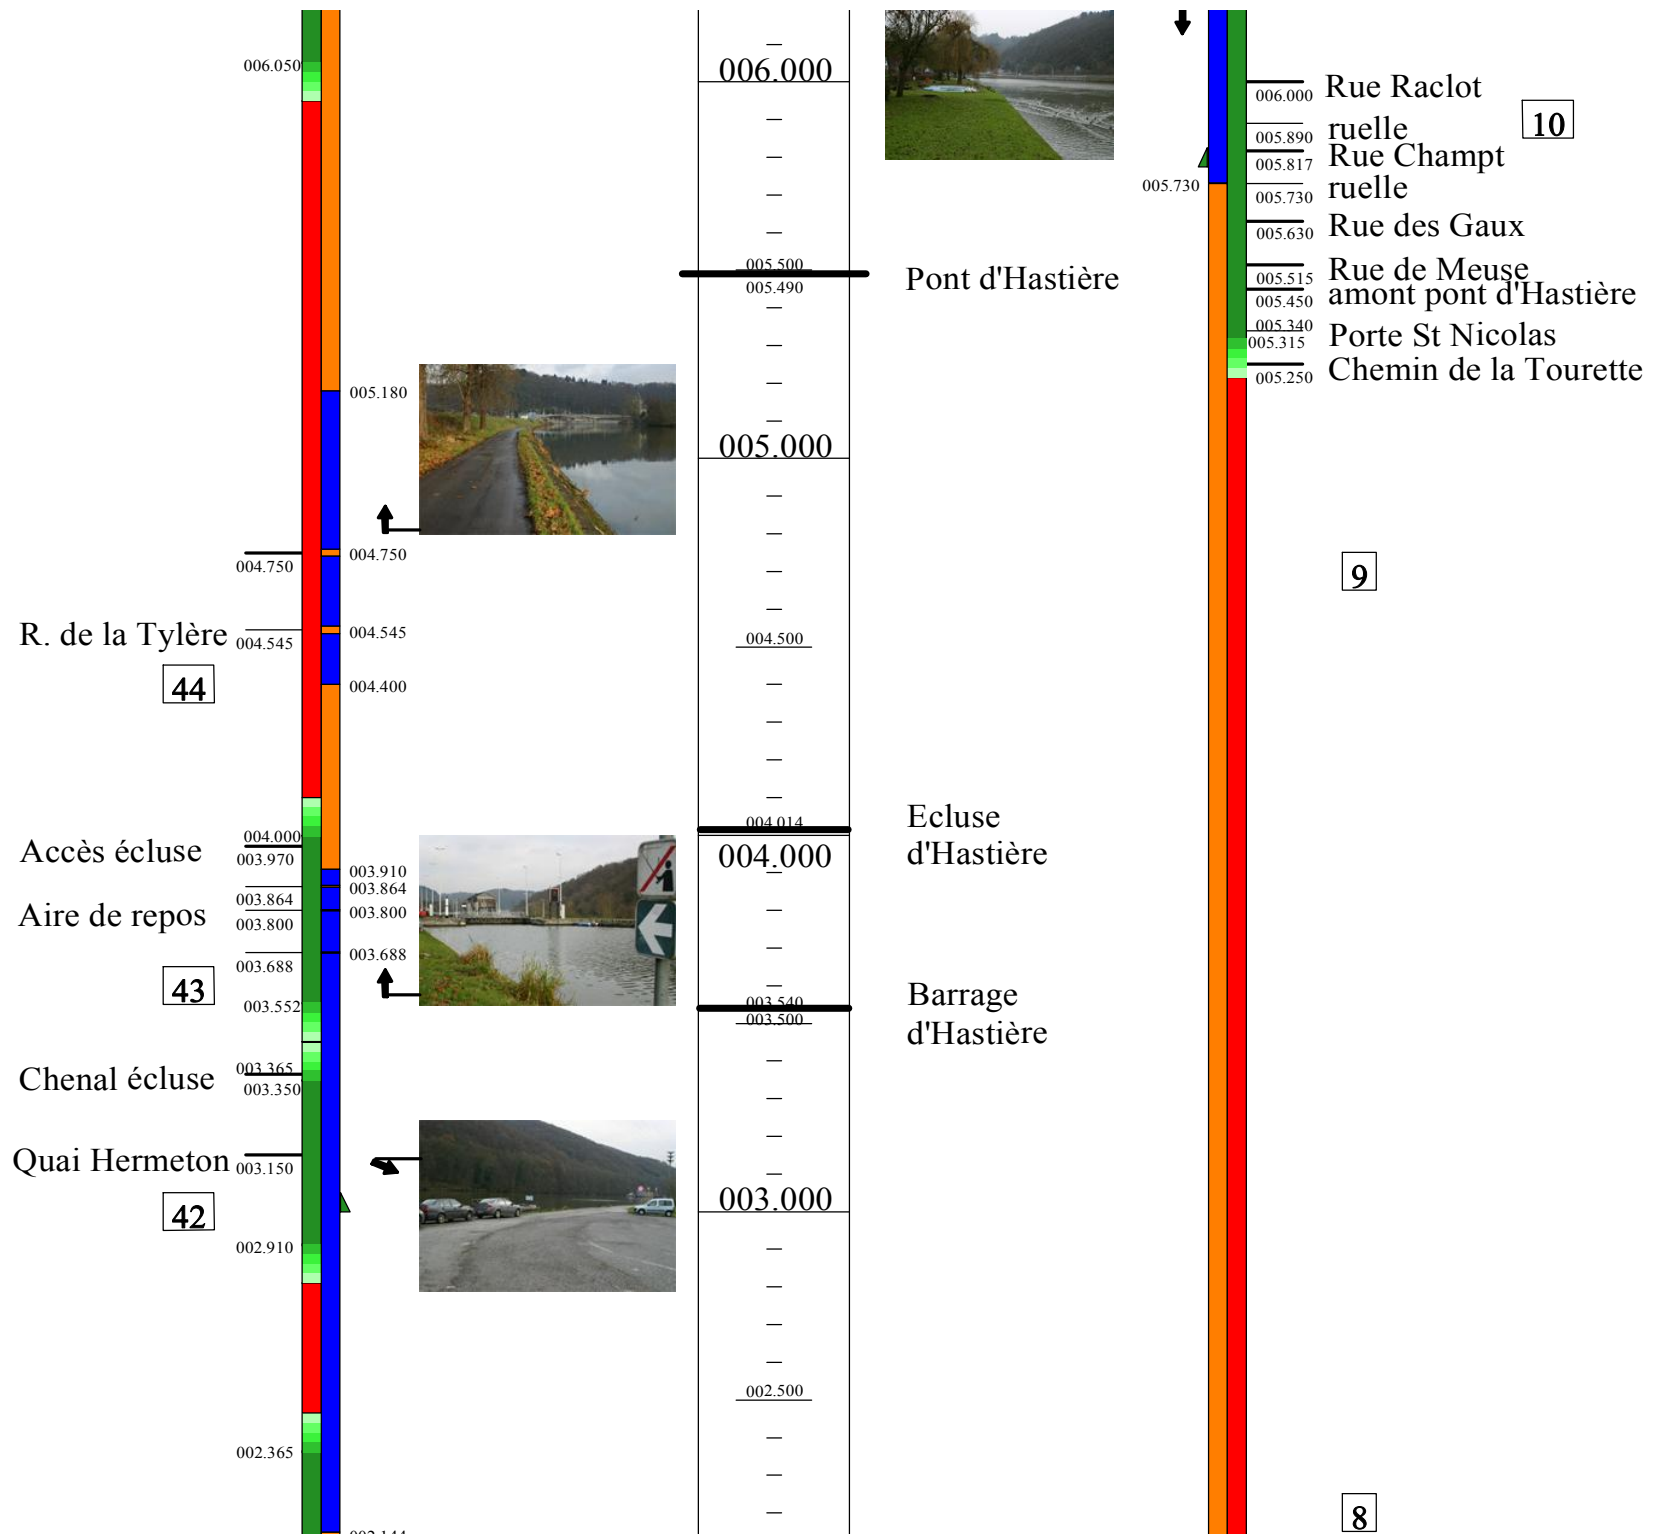 006.050
005.180
004.750
004.750
R. de la Tylère
004.545
004.545
44
004.400
004.000
Accès écluse
003.970
003.910
003.864
003.864
Aire de repos
003.800
003.800
003.688
003.688
43
003.552
003.365
Chenal écluse
003.350
Quai Hermeton
003.150
42
002.910
002.365
006.000
005.500
005.490
Pont d'Hastière
005.000
004.500
004.014
Ecluse
d'Hastière
004.000
003.540
Barrage
d'Hastière
003.500
003.000
002.500
006.000
Rue Raclot
10
005.890
ruelle
005.817
Rue Champt
005.730
005.730
ruelle
005.630
Rue des Gaux
005.515
Rue de Meuse
005.450
amont pont d'Hastière
005.340
005.315
Porte St Nicolas
005.250
Chemin de la Tourette
9
8